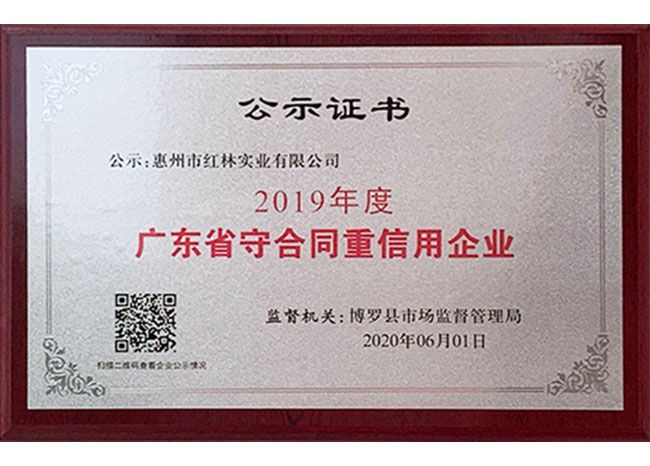 公示证书
公示:惠州市红林实业有限公司
2019年度
广东省守合同重信用企业
监督机关:博罗县市场监督管理局
2020年06月01日
扫描二维码查看企业公示情况